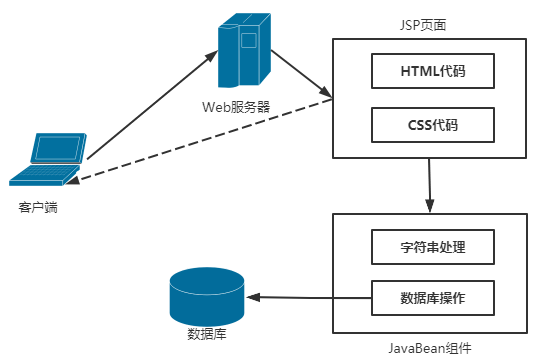 JSP页面
HTML代码
Web服务器
CSS代码
客户端
字符串处理
数据库操作
数据库
JavaBean组件